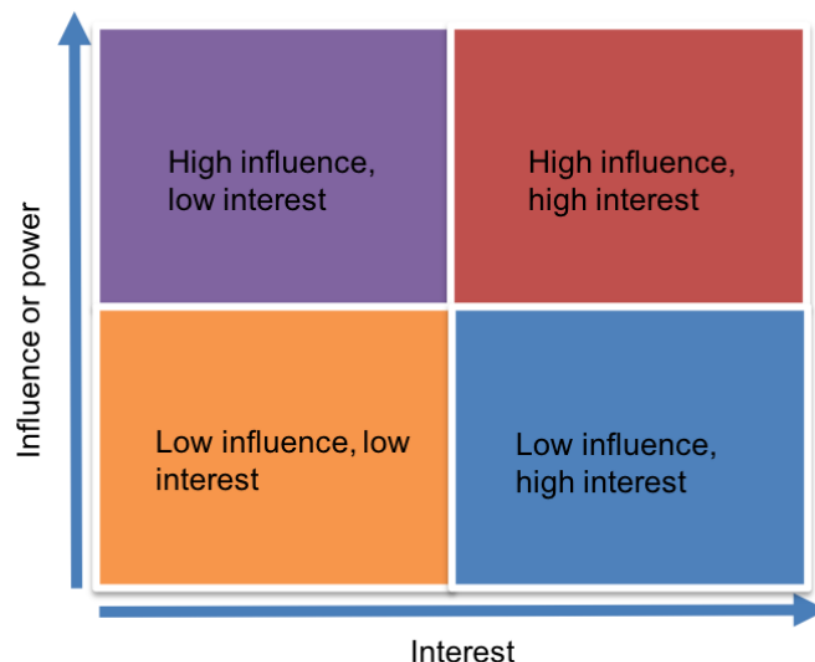 Influence or power
High influence,
low interest
High influence,
high interest
Low influence, low
interest
Low influence,
high interest
Interest